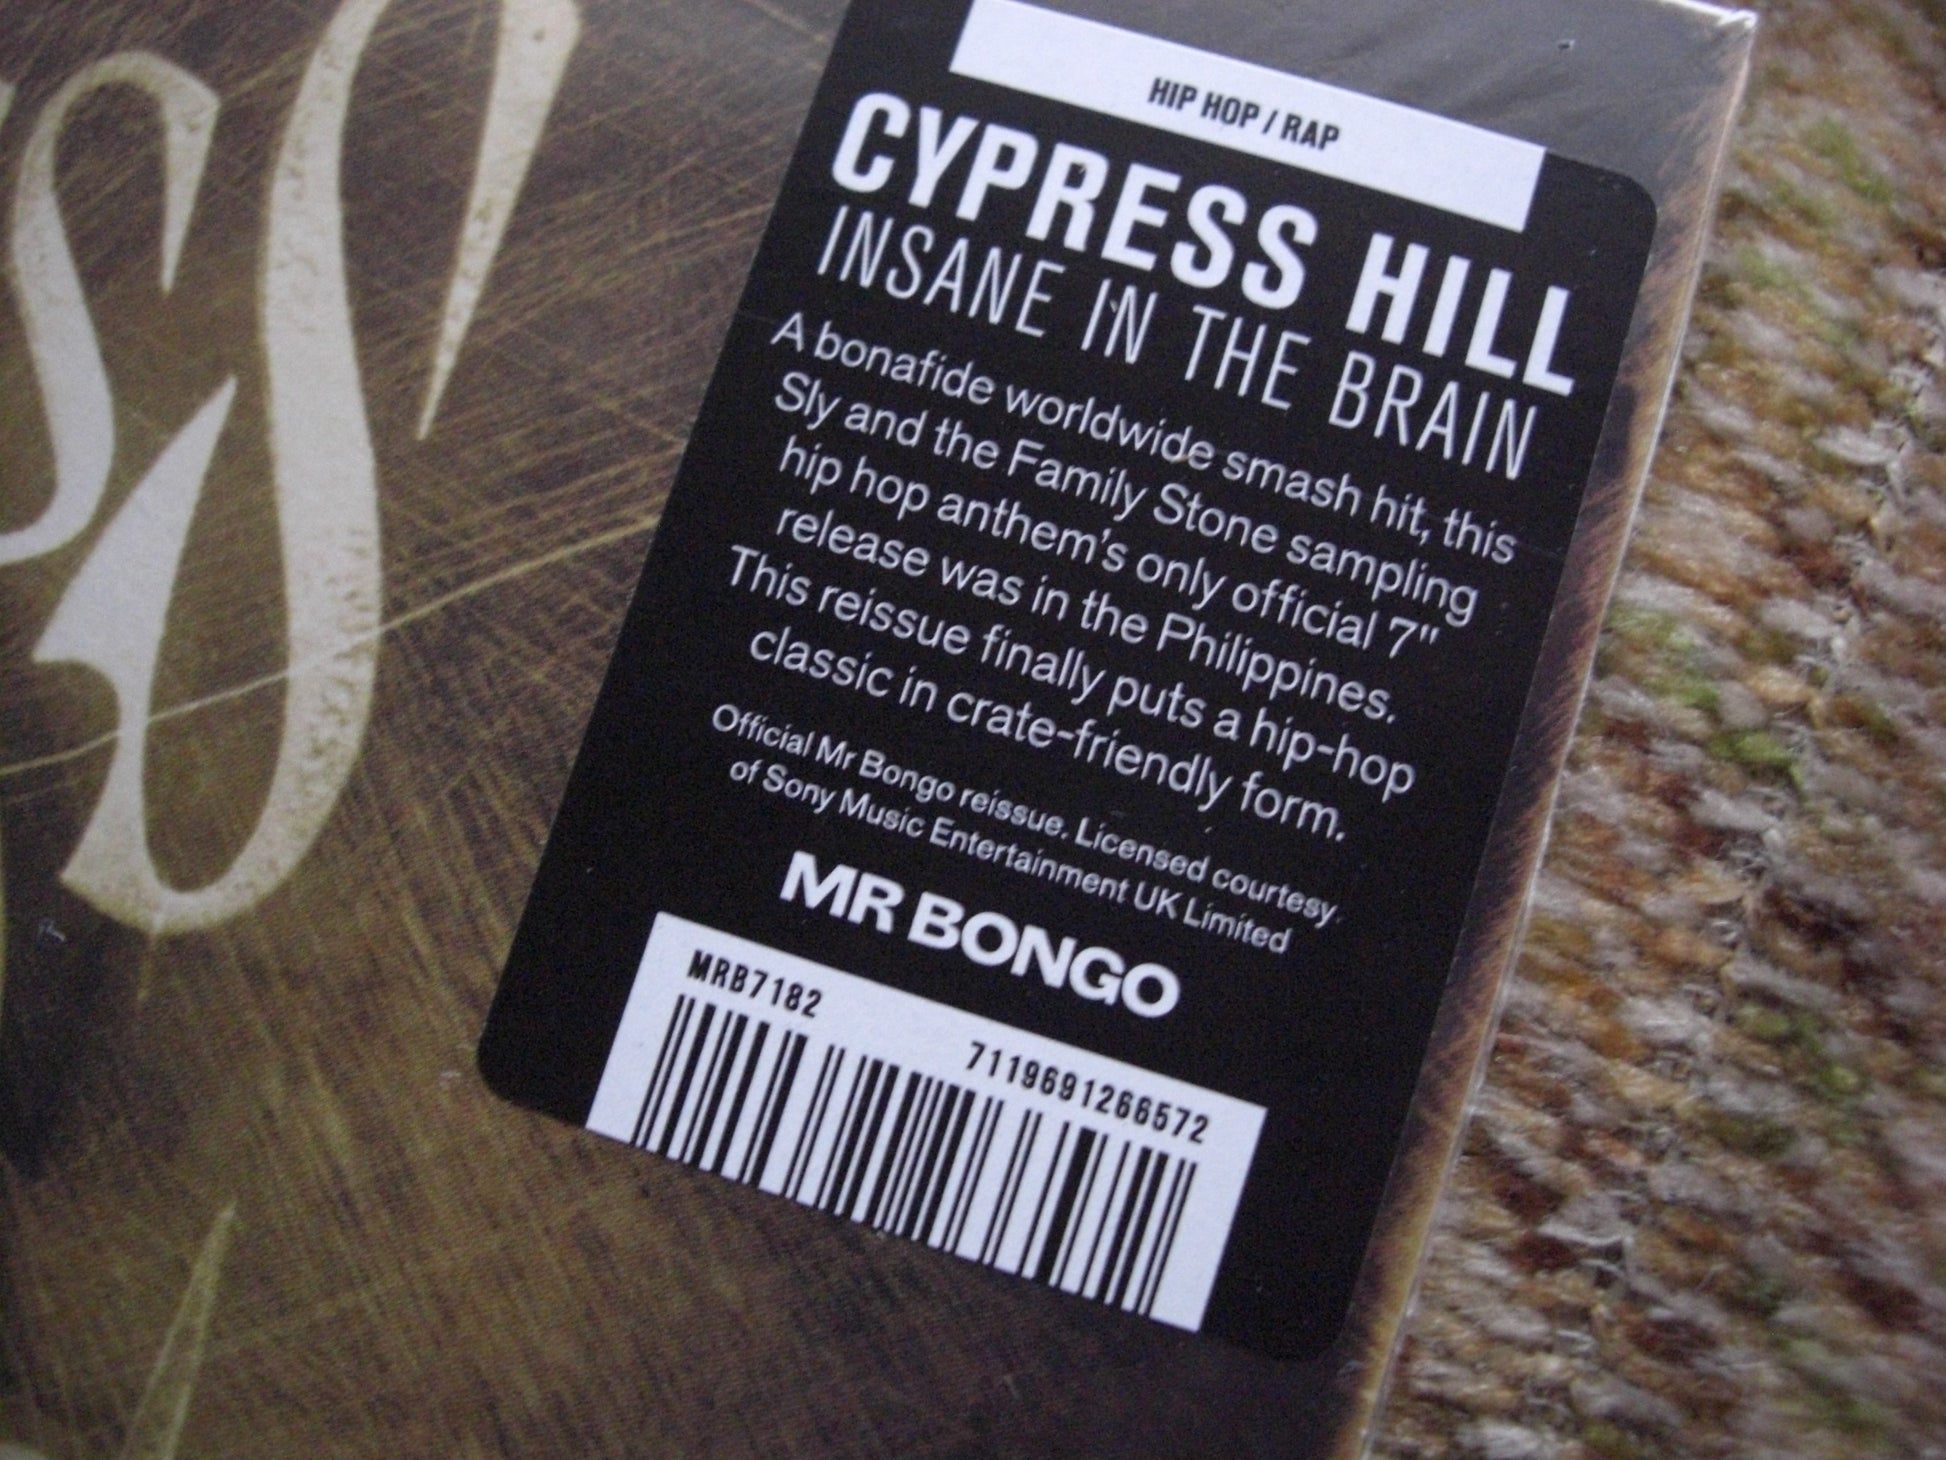 ss
HIP HOP / RAP
CYPRESS HILL
INSANE IN THE BRAIN
A bonafide worldwide smash hit, this
Sly and the Family Stone sampling
hip hop anthem's only official 7"
release was in the Philippines.
This reissue finally puts a hip-hop
classic in crate-friendly form.
Official Mr Bongo reissue. Licensed courtesy
of Sony Music Entertainment UK Limited
MR BONGO
MRB7182
7119691266572